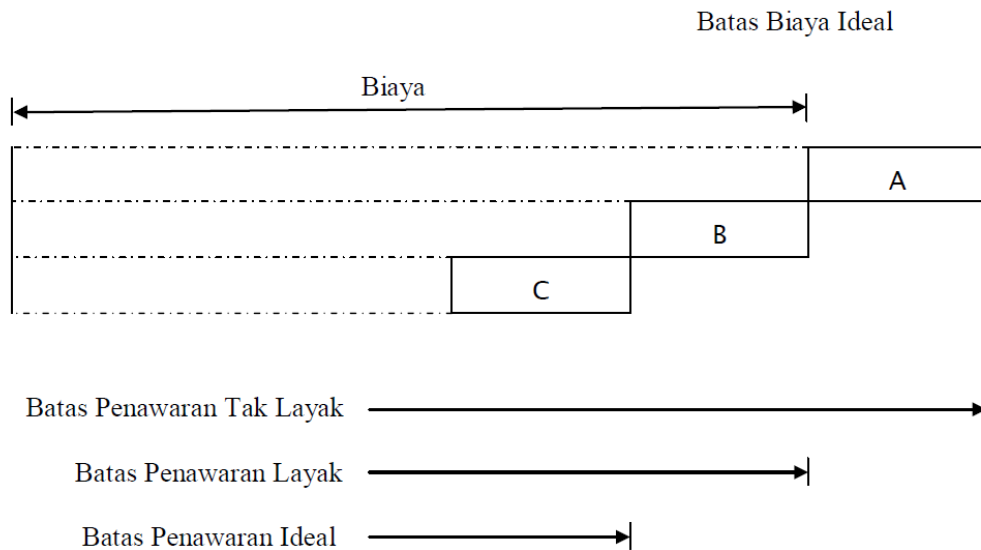 Batas Biaya Ideal
Biaya
A
B
C
Batas Penawaran Tak Layak
Batas Penawaran Layak
Batas Penawaran Ideal